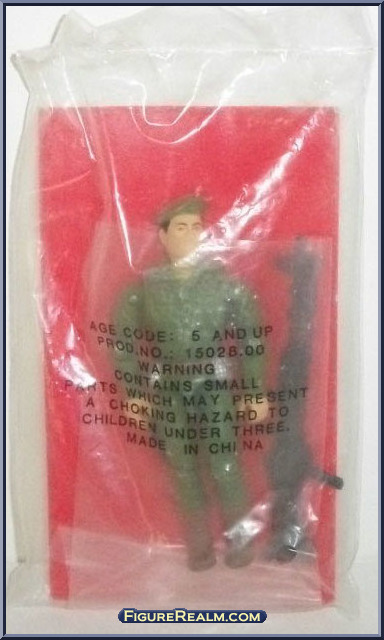 AGE CODE: 5 AND UP
PROD.NO.: 15028.00
WARNING
CONTAINS SMALL
PARTS WHICH MAY PRESENT
A CHOKING HAZARD TO
CHILDREN UNDER THREE.
MADE IN CHINA
FIGUREREALM.COM